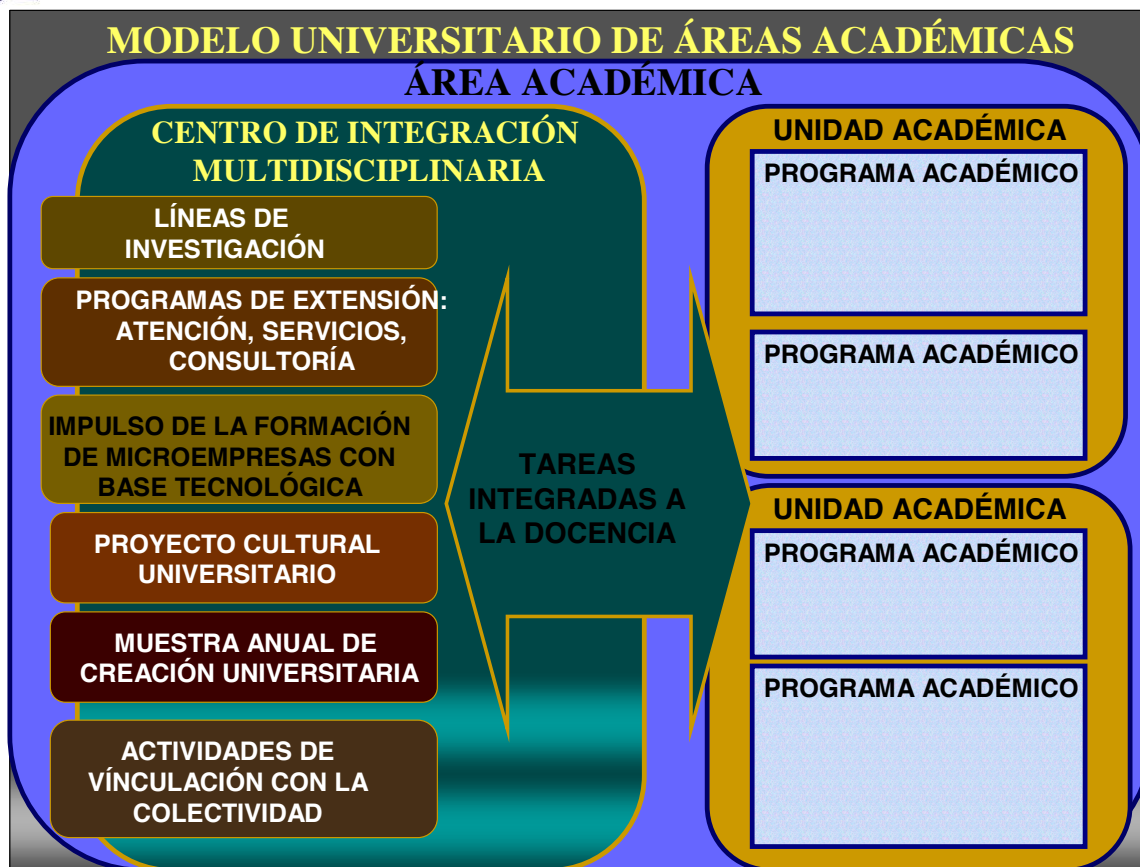 MODELO UNIVERSITARIO DE ÁREAS ACADÉMICAS
ÁREA ACADÉMICA
CENTRO DE INTEGRACIÓN
MULTIDISCIPLINARIA
LÍNEAS DE
INVESTIGACIÓN
PROGRAMAS DE EXTENSIÓN:
ATENCIÓN, SERVICIOS,
CONSULTORÍA
IMPULSO DE LA FORMACIÓN
DE MICROEMPRESAS CON
BASE TECNOLÓGICA
PROYECTO CULTURAL
UNIVERSITARIO
MUESTRA ANUAL DE
CREACIÓN UNIVERSITARIA
ACTIVIDADES DE
VÍNCULACIÓN CON LA
COLECTIVIDAD
TAREAS
INTEGRADAS A
LA DOCENCIA
UNIDAD ACADÉMICA
PROGRAMA ACADÉMICO
PROGRAMA ACADÉMICO
UNIDAD ACADÉMICA
PROGRAMA ACADÉMICO
PROGRAMA ACADÉMICO